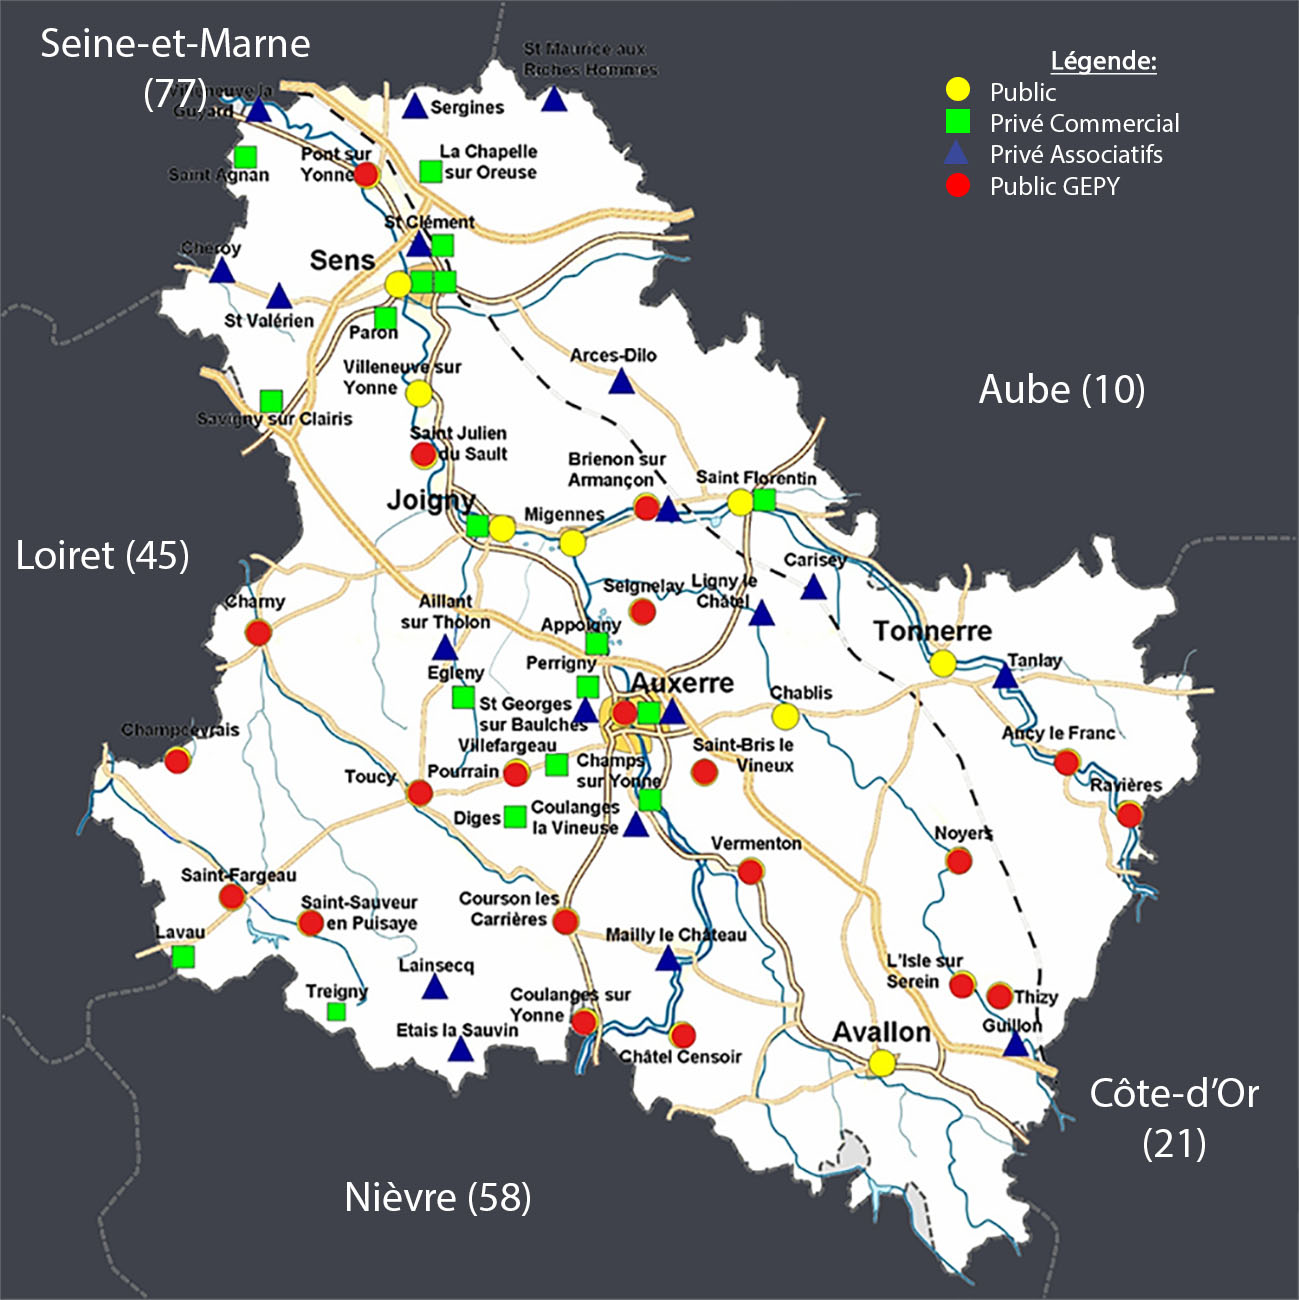 Seine-et-Marne
(77)
St Maurice aux
Riches Hommes
Légende:
Public
Privé Commercial
Privé Associatifs
Public GEPY
Villeneuve la
Guyard
Sergines
Saint Agnan
Pont sur
Yonne
La Chapelle
sur Oreuse
St Clément
Cheroy
Sens
St Valérien
Paron
Villeneuve sur
Yonne
Arces-Dilo
Aube (10)
Savigny sur Clairis
Saint Julien
du Sault
Brienon sur
Armançon
Saint Florentin
Joigny
Migennes
Loiret (45)
Carisey
Seignelay
Ligny le
Châtel
Charny
Aillant
sur Tholon
Appoigny
Tonnerre
Perrigny
Tanlay
Egleny
Auxerre
Chablis
St Georges
sur Baulches
Champcevrais
Ancy le Franc
Villefargeau
Saint-Bris le
Vineux
Toucy
Pourrain
Champs
sur Yonne
Ravières
Diges
Coulanges
la Vineuse
Noyers
Vermenton
Saint-Fargeau
Saint-Sauveur
en Puisaye
Courson les
Carrières
Lavau
Mailly le Château
Lainsecq
L'Isle sur
Serein
Treigny
Coulanges sur
Yonne
Thizy
Etais la Sauvin
Guillon
Avallon
Châtel Censoir
Côte-d’Or
(21)
Nièvre (58)